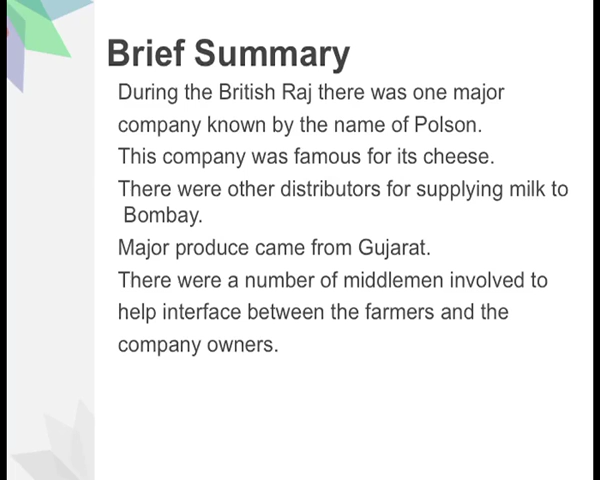 Brief Summary
During the British Raj there was one major
company known by the name of Polson.
This company was famous for its cheese.
There were other distributors for supplying milk to
Bombay.
Major produce came from Gujarat.
There were a number of middlemen involved to
help interface between the farmers and the
company owners.